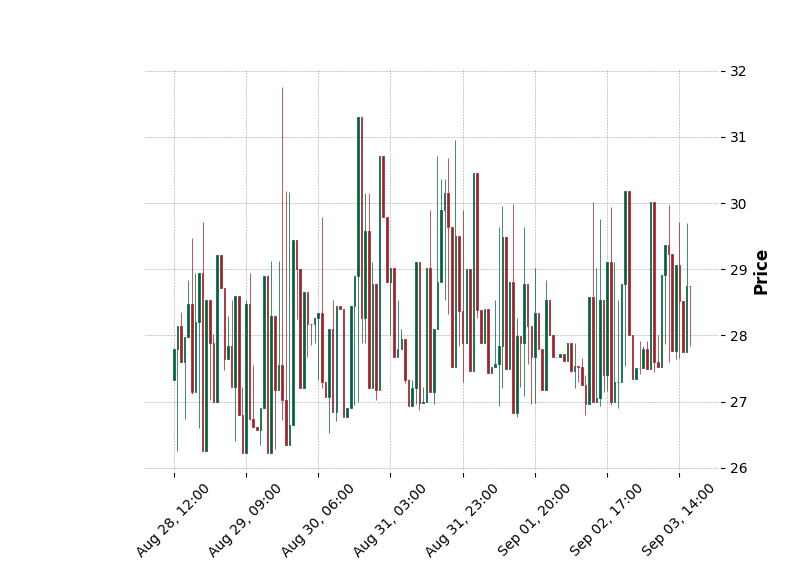 32
31
30
29
28
27
26
Price
Aug 28, 12:00
Aug 29, 09:00
Aug 30, 06:00
Aug 31, 03:00
Aug 31, 23:00
Sep 01, 20:00
Sep 02, 17:00
Sep 03, 14:00